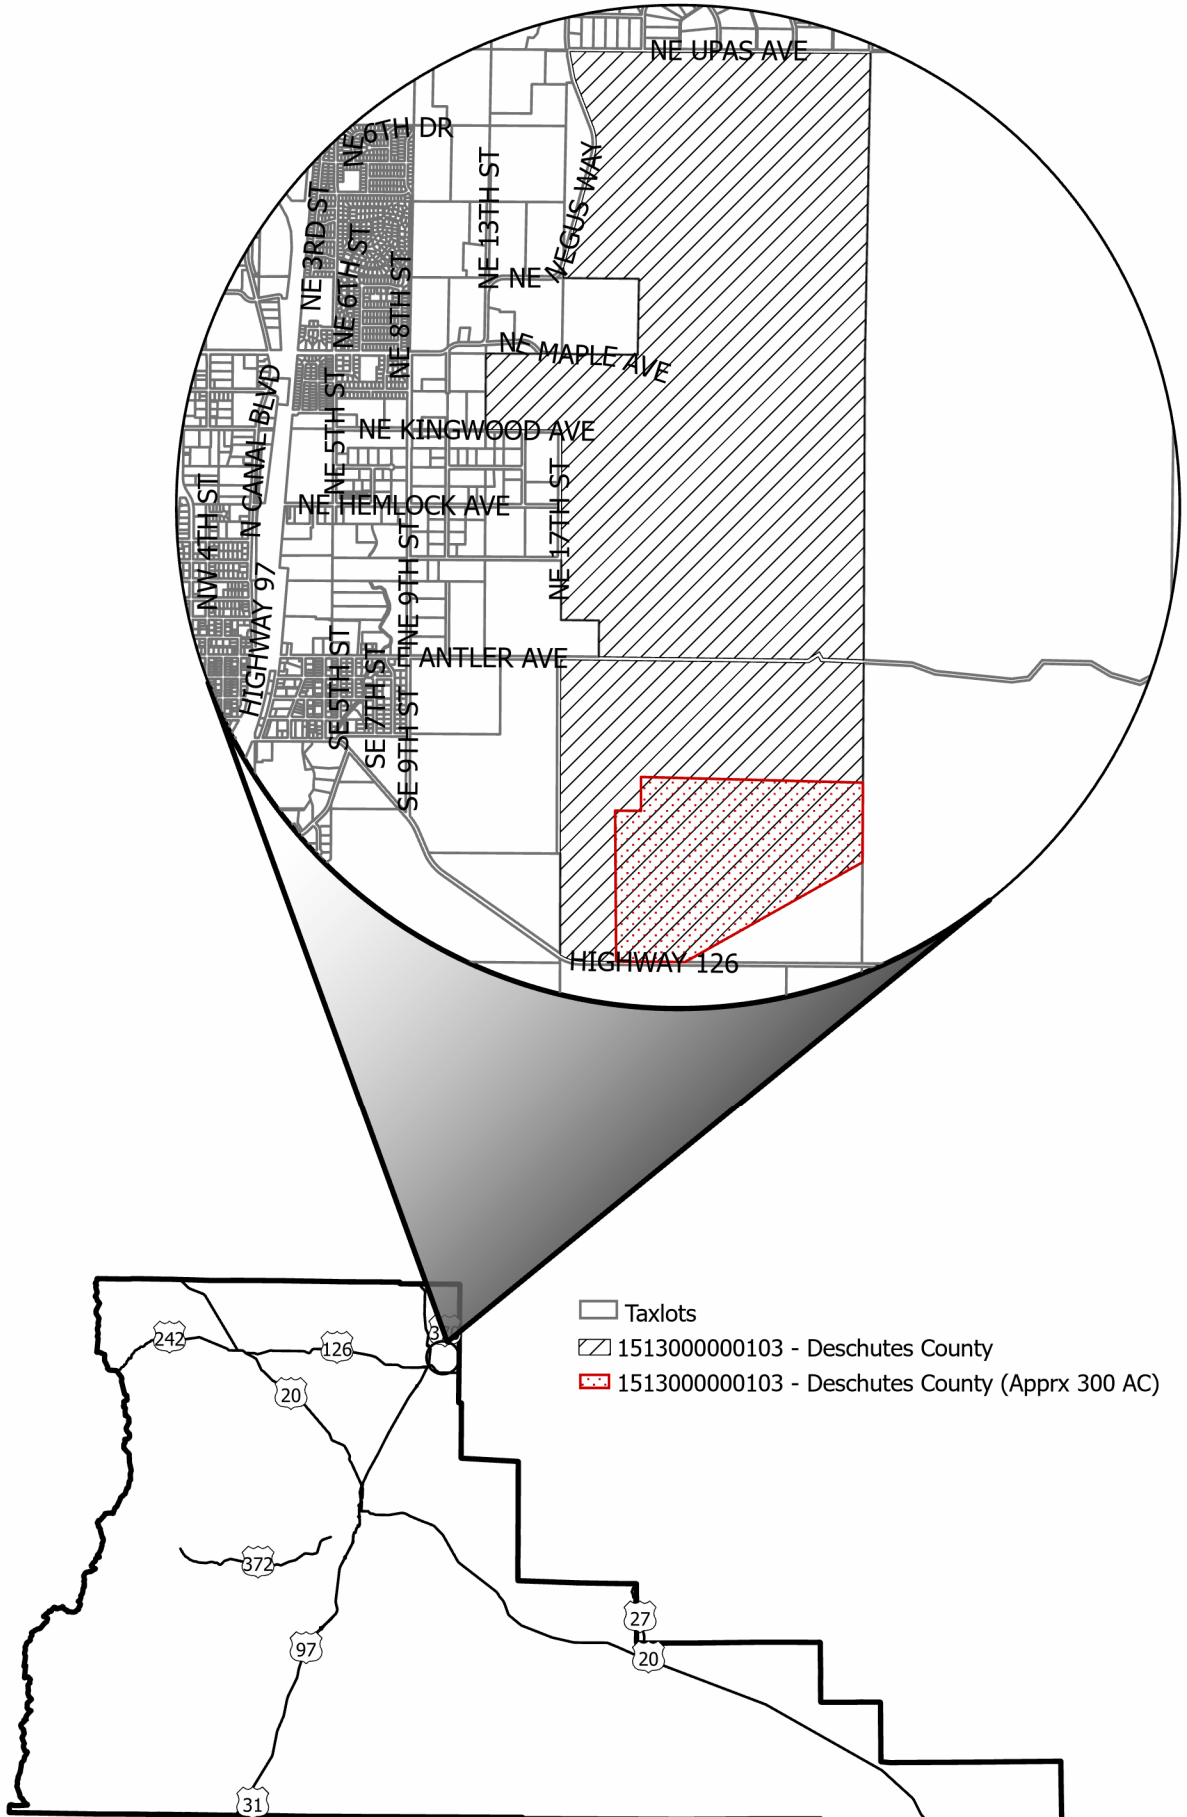 NE UPAS AVE
NE 6TH DR
NE 13TH ST
NE NEGUS WAY
NE 3RD ST
NE 6TH ST
NE 8TH ST
NE MAPLE AVE
N CANAL BLVD
NE 5TH ST
NE KINGWOOD AVE
NW 4TH ST
NE HEMLOCK AVE
NE 17TH ST
NE 9TH ST
HIGHWAY 97
E ANTLER AVE
SE 5TH ST
SE 7TH ST
SE 9TH ST
HIGHWAY 126
Taxlots
1513000000103 - Deschutes County
1513000000103 - Deschutes County (Apprx 300 AC)
242
126
20
372
27
20
97
31